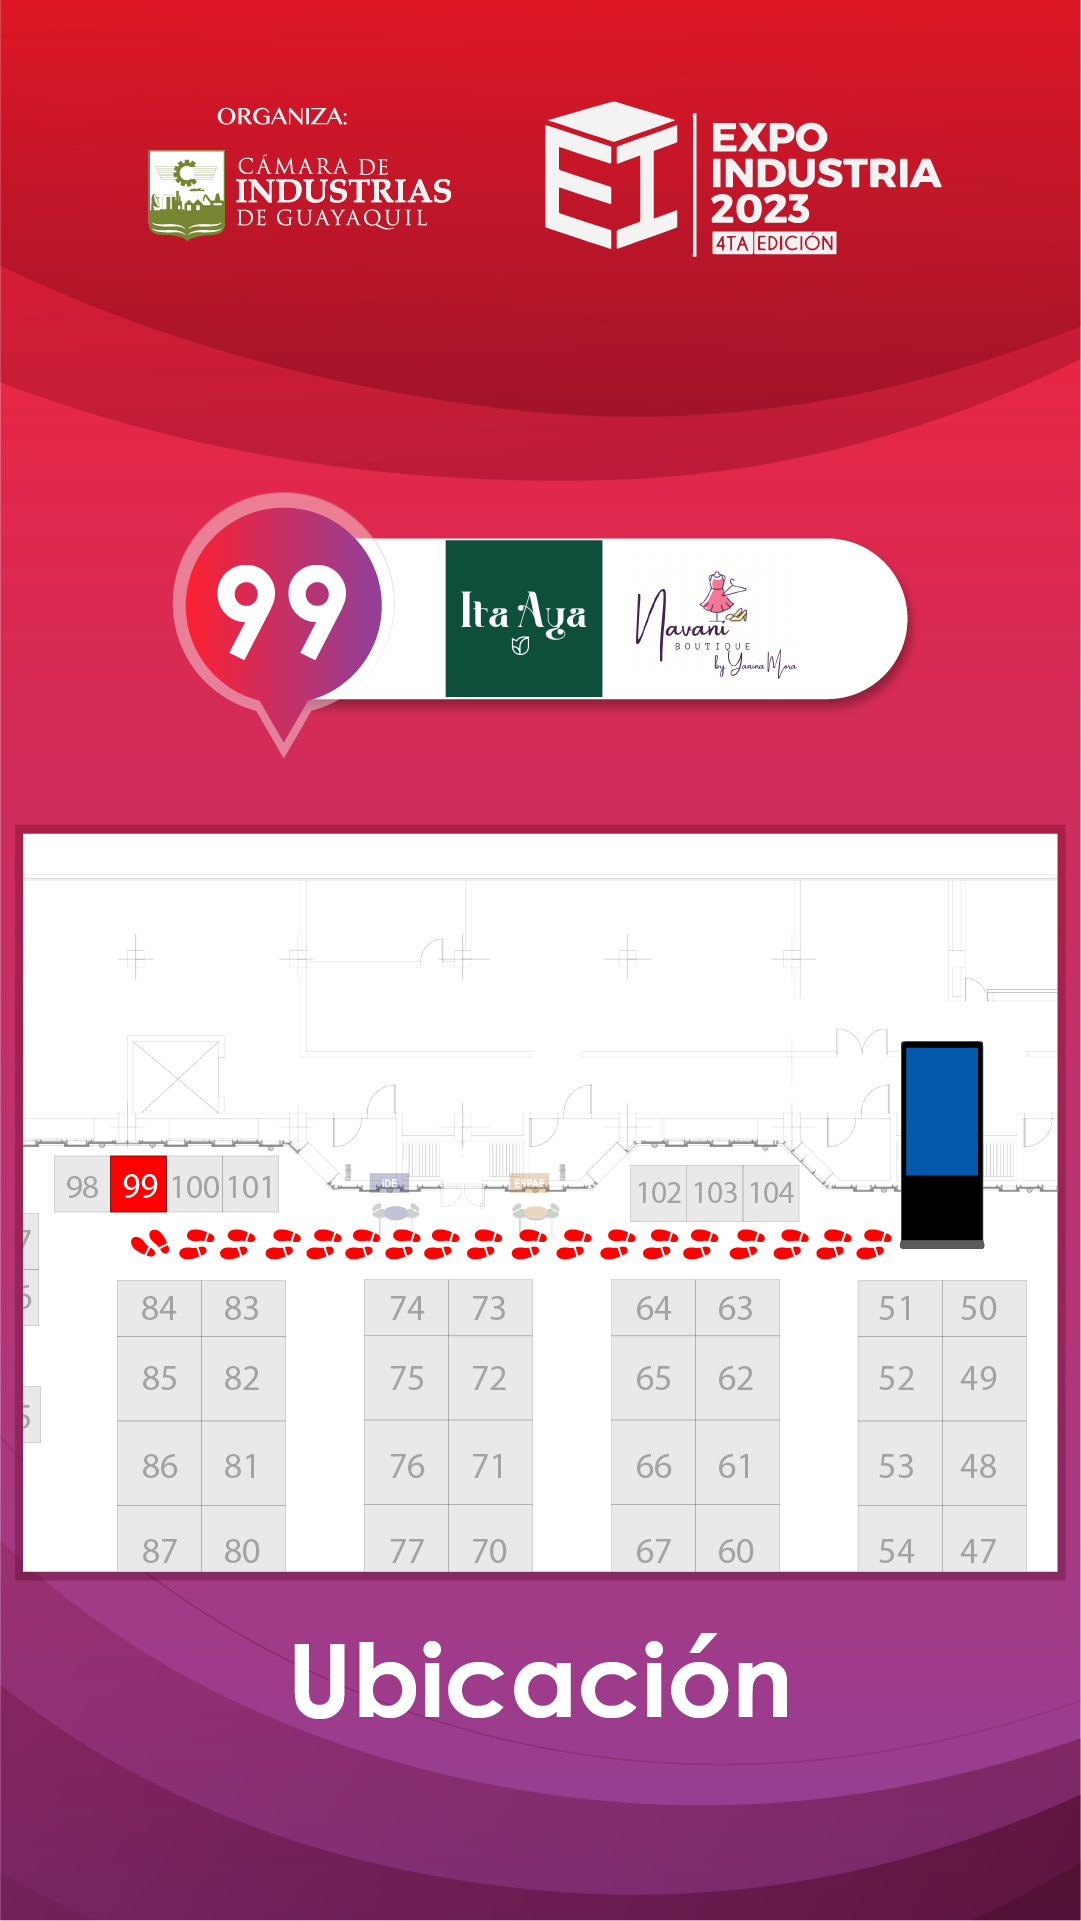 ORGANIZA:
CÁMARA DE
INDUSTRIAS
DE GUAYAQUIL
EXPO
INDUSTRIA
2023
4TA EDICIÓN
99
Ita Aya
Navani
BOUTIQUE
by Yanina Mora
IDE
ESPAE
98 99 100 101
102 103 104
84 83 74 73 64 63 51 50
85 82 75 72 65 62 52 49
86 81 76 71 66 61 53 48
87 80 77 70 67 60 54 47
Ubicación